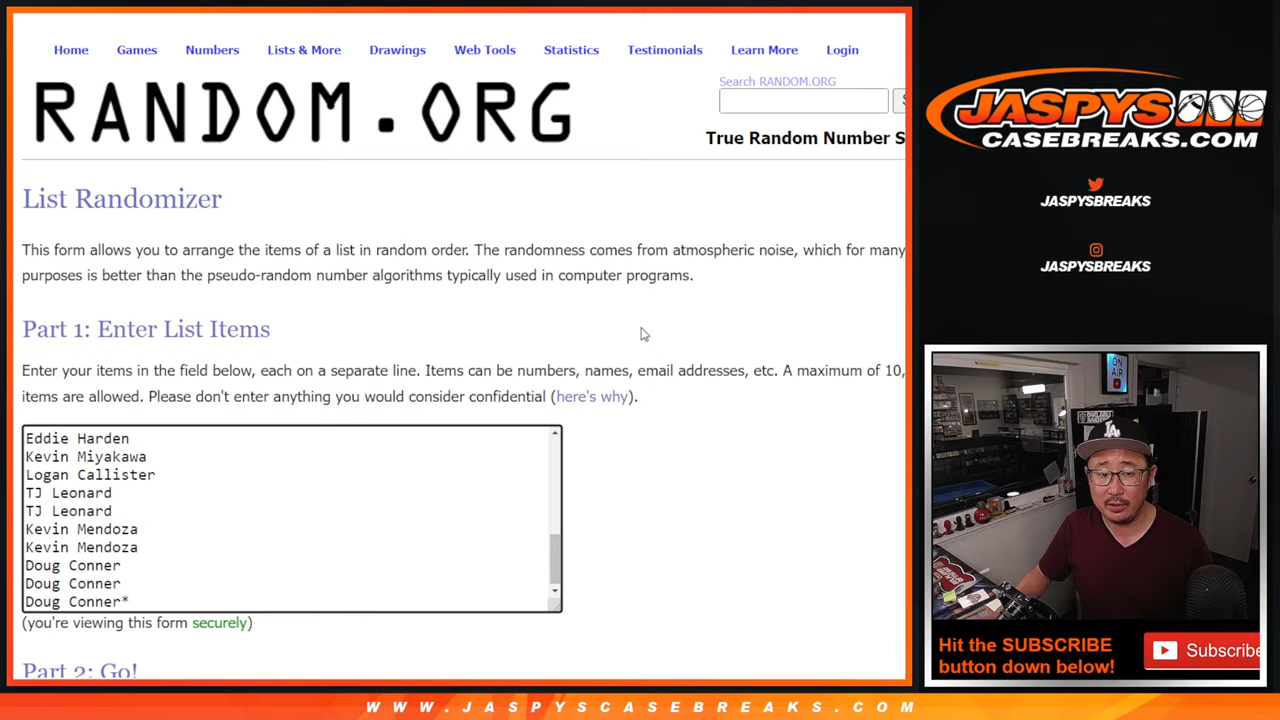 Home Games Numbers Lists & More Drawings Web Tools Statistics Testimonials Learn More Login
RANDOM.ORG
Search RANDOM.ORG
True Random Number S
List Randomizer
This form allows you to arrange the items of a list in random order. The randomness comes from atmospheric noise, which for many
purposes is better than the pseudo-random number algorithms typically used in computer programs.
Part 1: Enter List Items
Enter your items in the field below, each on a separate line. Items can be numbers, names, email addresses, etc. A maximum of 10,
items are allowed. Please don't enter anything you would consider confidential (here's why).
Eddie Harden
Kevin Miyakawa
Logan Callister
TJ Leonard
TJ Leonard
Kevin Mendoza
Kevin Mendoza
Doug Conner
Doug Conner
Doug Conner*
(you're viewing this form securely)
Part 2: Go!
JASPYS
CASEBREAKS.COM
JASPYSBREAKS
JASPYSBREAKS
ON
AIR
LA
Hit the SUBSCRIBE
button down below!
Subscribe
WWW.JASPYSCASEBREAKS.COM